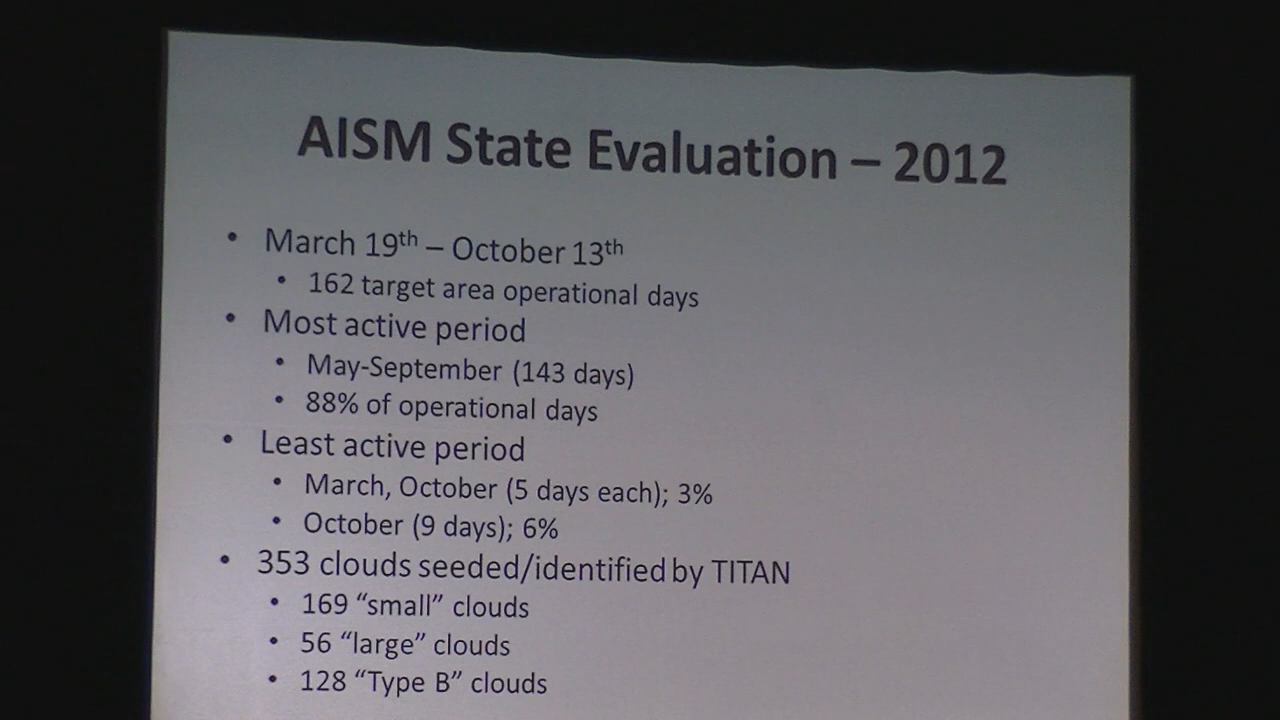 AISM State Evaluation – 2012
• March 19th – October 13th
• 162 target area operational days
• Most active period
• May-September (143 days)
• 88% of operational days
• Least active period
• March, October (5 days each); 3%
• October (9 days); 6%
• 353 clouds seeded/identified by TITAN
• 169 “small” clouds
• 56 “large” clouds
• 128 “Type B” clouds